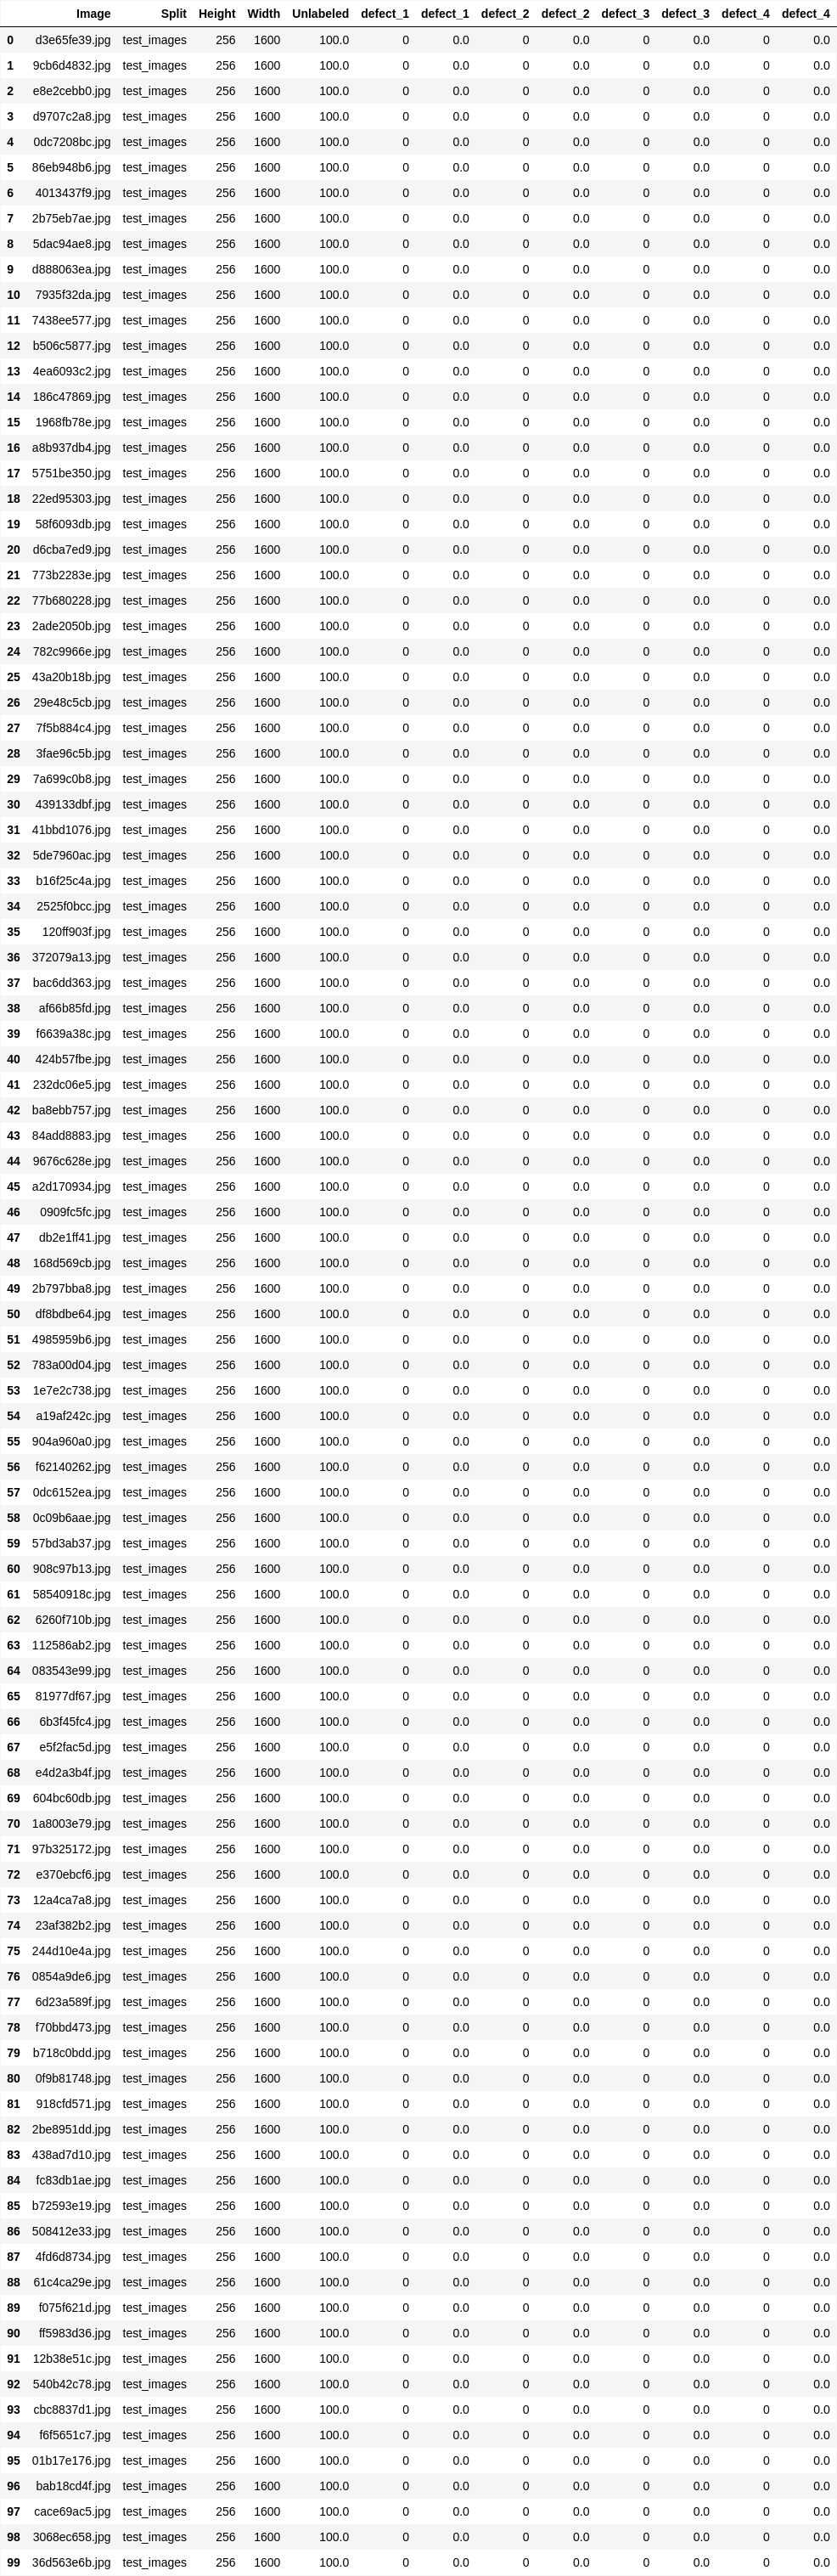 Image Split Height Width Unlabeled defect_1 defect_1 defect_2 defect_2 defect_3 defect_3 defect_4 defect_4
0 d3e65fe39.jpg test_images 256 1600 100.0 0 0.0 0 0.0 0 0.0 0 0.0
1 9cb6d4832.jpg test_images 256 1600 100.0 0 0.0 0 0.0 0 0.0 0 0.0
2 e8e2cebb0.jpg test_images 256 1600 100.0 0 0.0 0 0.0 0 0.0 0 0.0
3 d9707c2a8.jpg test_images 256 1600 100.0 0 0.0 0 0.0 0 0.0 0 0.0
4 0dc7208bc.jpg test_images 256 1600 100.0 0 0.0 0 0.0 0 0.0 0 0.0
5 86eb948b6.jpg test_images 256 1600 100.0 0 0.0 0 0.0 0 0.0 0 0.0
6 4013437f9.jpg test_images 256 1600 100.0 0 0.0 0 0.0 0 0.0 0 0.0
7 2b75eb7ae.jpg test_images 256 1600 100.0 0 0.0 0 0.0 0 0.0 0 0.0
8 5dac94ae8.jpg test_images 256 1600 100.0 0 0.0 0 0.0 0 0.0 0 0.0
9 d888063ea.jpg test_images 256 1600 100.0 0 0.0 0 0.0 0 0.0 0 0.0
10 7935f32da.jpg test_images 256 1600 100.0 0 0.0 0 0.0 0 0.0 0 0.0
11 7438ee577.jpg test_images 256 1600 100.0 0 0.0 0 0.0 0 0.0 0 0.0
12 b506c5877.jpg test_images 256 1600 100.0 0 0.0 0 0.0 0 0.0 0 0.0
13 4ea6093c2.jpg test_images 256 1600 100.0 0 0.0 0 0.0 0 0.0 0 0.0
14 186c47869.jpg test_images 256 1600 100.0 0 0.0 0 0.0 0 0.0 0 0.0
15 1968fb78e.jpg test_images 256 1600 100.0 0 0.0 0 0.0 0 0.0 0 0.0
16 a8b937db4.jpg test_images 256 1600 100.0 0 0.0 0 0.0 0 0.0 0 0.0
17 5751be350.jpg test_images 256 1600 100.0 0 0.0 0 0.0 0 0.0 0 0.0
18 22ed95303.jpg test_images 256 1600 100.0 0 0.0 0 0.0 0 0.0 0 0.0
19 58f6093db.jpg test_images 256 1600 100.0 0 0.0 0 0.0 0 0.0 0 0.0
20 d6cba7ed9.jpg test_images 256 1600 100.0 0 0.0 0 0.0 0 0.0 0 0.0
21 773b2283e.jpg test_images 256 1600 100.0 0 0.0 0 0.0 0 0.0 0 0.0
22 77b680228.jpg test_images 256 1600 100.0 0 0.0 0 0.0 0 0.0 0 0.0
23 2ade2050b.jpg test_images 256 1600 100.0 0 0.0 0 0.0 0 0.0 0 0.0
24 782c9966e.jpg test_images 256 1600 100.0 0 0.0 0 0.0 0 0.0 0 0.0
25 43a20b18b.jpg test_images 256 1600 100.0 0 0.0 0 0.0 0 0.0 0 0.0
26 29e48c5cb.jpg test_images 256 1600 100.0 0 0.0 0 0.0 0 0.0 0 0.0
27 7f5b884c4.jpg test_images 256 1600 100.0 0 0.0 0 0.0 0 0.0 0 0.0
28 3fae96c5b.jpg test_images 256 1600 100.0 0 0.0 0 0.0 0 0.0 0 0.0
29 7a699c0b8.jpg test_images 256 1600 100.0 0 0.0 0 0.0 0 0.0 0 0.0
30 439133dbf.jpg test_images 256 1600 100.0 0 0.0 0 0.0 0 0.0 0 0.0
31 41bbd1076.jpg test_images 256 1600 100.0 0 0.0 0 0.0 0 0.0 0 0.0
32 5de7960ac.jpg test_images 256 1600 100.0 0 0.0 0 0.0 0 0.0 0 0.0
33 b16f25c4a.jpg test_images 256 1600 100.0 0 0.0 0 0.0 0 0.0 0 0.0
34 2525f0bcc.jpg test_images 256 1600 100.0 0 0.0 0 0.0 0 0.0 0 0.0
35 120ff903f.jpg test_images 256 1600 100.0 0 0.0 0 0.0 0 0.0 0 0.0
36 372079a13.jpg test_images 256 1600 100.0 0 0.0 0 0.0 0 0.0 0 0.0
37 bac6dd363.jpg test_images 256 1600 100.0 0 0.0 0 0.0 0 0.0 0 0.0
38 af66b85fd.jpg test_images 256 1600 100.0 0 0.0 0 0.0 0 0.0 0 0.0
39 f6639a38c.jpg test_images 256 1600 100.0 0 0.0 0 0.0 0 0.0 0 0.0
40 424b57fbe.jpg test_images 256 1600 100.0 0 0.0 0 0.0 0 0.0 0 0.0
41 232dc06e5.jpg test_images 256 1600 100.0 0 0.0 0 0.0 0 0.0 0 0.0
42 ba8ebb757.jpg test_images 256 1600 100.0 0 0.0 0 0.0 0 0.0 0 0.0
43 84add8883.jpg test_images 256 1600 100.0 0 0.0 0 0.0 0 0.0 0 0.0
44 9676c628e.jpg test_images 256 1600 100.0 0 0.0 0 0.0 0 0.0 0 0.0
45 a2d170934.jpg test_images 256 1600 100.0 0 0.0 0 0.0 0 0.0 0 0.0
46 0909fc5fc.jpg test_images 256 1600 100.0 0 0.0 0 0.0 0 0.0 0 0.0
47 db2e1ff41.jpg test_images 256 1600 100.0 0 0.0 0 0.0 0 0.0 0 0.0
48 168d569cb.jpg test_images 256 1600 100.0 0 0.0 0 0.0 0 0.0 0 0.0
49 2b797bba8.jpg test_images 256 1600 100.0 0 0.0 0 0.0 0 0.0 0 0.0
50 df8bdbe64.jpg test_images 256 1600 100.0 0 0.0 0 0.0 0 0.0 0 0.0
51 4985959b6.jpg test_images 256 1600 100.0 0 0.0 0 0.0 0 0.0 0 0.0
52 783a00d04.jpg test_images 256 1600 100.0 0 0.0 0 0.0 0 0.0 0 0.0
53 1e7e2c738.jpg test_images 256 1600 100.0 0 0.0 0 0.0 0 0.0 0 0.0
54 a19af242c.jpg test_images 256 1600 100.0 0 0.0 0 0.0 0 0.0 0 0.0
55 904a960a0.jpg test_images 256 1600 100.0 0 0.0 0 0.0 0 0.0 0 0.0
56 f62140262.jpg test_images 256 1600 100.0 0 0.0 0 0.0 0 0.0 0 0.0
57 0dc6152ea.jpg test_images 256 1600 100.0 0 0.0 0 0.0 0 0.0 0 0.0
58 0c09b6aae.jpg test_images 256 1600 100.0 0 0.0 0 0.0 0 0.0 0 0.0
59 57bd3ab37.jpg test_images 256 1600 100.0 0 0.0 0 0.0 0 0.0 0 0.0
60 908c97b13.jpg test_images 256 1600 100.0 0 0.0 0 0.0 0 0.0 0 0.0
61 58540918c.jpg test_images 256 1600 100.0 0 0.0 0 0.0 0 0.0 0 0.0
62 6260f710b.jpg test_images 256 1600 100.0 0 0.0 0 0.0 0 0.0 0 0.0
63 112586ab2.jpg test_images 256 1600 100.0 0 0.0 0 0.0 0 0.0 0 0.0
64 083543e99.jpg test_images 256 1600 100.0 0 0.0 0 0.0 0 0.0 0 0.0
65 81977df67.jpg test_images 256 1600 100.0 0 0.0 0 0.0 0 0.0 0 0.0
66 6b3f45fc4.jpg test_images 256 1600 100.0 0 0.0 0 0.0 0 0.0 0 0.0
67 e5f2fac5d.jpg test_images 256 1600 100.0 0 0.0 0 0.0 0 0.0 0 0.0
68 e4d2a3b4f.jpg test_images 256 1600 100.0 0 0.0 0 0.0 0 0.0 0 0.0
69 604bc60db.jpg test_images 256 1600 100.0 0 0.0 0 0.0 0 0.0 0 0.0
70 1a8003e79.jpg test_images 256 1600 100.0 0 0.0 0 0.0 0 0.0 0 0.0
71 97b325172.jpg test_images 256 1600 100.0 0 0.0 0 0.0 0 0.0 0 0.0
72 e370ebcf6.jpg test_images 256 1600 100.0 0 0.0 0 0.0 0 0.0 0 0.0
73 12a4ca7a8.jpg test_images 256 1600 100.0 0 0.0 0 0.0 0 0.0 0 0.0
74 23af382b2.jpg test_images 256 1600 100.0 0 0.0 0 0.0 0 0.0 0 0.0
75 244d10e4a.jpg test_images 256 1600 100.0 0 0.0 0 0.0 0 0.0 0 0.0
76 0854a9de6.jpg test_images 256 1600 100.0 0 0.0 0 0.0 0 0.0 0 0.0
77 6d23a589f.jpg test_images 256 1600 100.0 0 0.0 0 0.0 0 0.0 0 0.0
78 f70bbd473.jpg test_images 256 1600 100.0 0 0.0 0 0.0 0 0.0 0 0.0
79 b718c0bdd.jpg test_images 256 1600 100.0 0 0.0 0 0.0 0 0.0 0 0.0
80 0f9b81748.jpg test_images 256 1600 100.0 0 0.0 0 0.0 0 0.0 0 0.0
81 918cfd571.jpg test_images 256 1600 100.0 0 0.0 0 0.0 0 0.0 0 0.0
82 2be8951dd.jpg test_images 256 1600 100.0 0 0.0 0 0.0 0 0.0 0 0.0
83 438ad7d10.jpg test_images 256 1600 100.0 0 0.0 0 0.0 0 0.0 0 0.0
84 fc83db1ae.jpg test_images 256 1600 100.0 0 0.0 0 0.0 0 0.0 0 0.0
85 b72593e19.jpg test_images 256 1600 100.0 0 0.0 0 0.0 0 0.0 0 0.0
86 508412e33.jpg test_images 256 1600 100.0 0 0.0 0 0.0 0 0.0 0 0.0
87 4fd6d8734.jpg test_images 256 1600 100.0 0 0.0 0 0.0 0 0.0 0 0.0
88 61c4ca29e.jpg test_images 256 1600 100.0 0 0.0 0 0.0 0 0.0 0 0.0
89 f075f621d.jpg test_images 256 1600 100.0 0 0.0 0 0.0 0 0.0 0 0.0
90 ff5983d36.jpg test_images 256 1600 100.0 0 0.0 0 0.0 0 0.0 0 0.0
91 12b38e51c.jpg test_images 256 1600 100.0 0 0.0 0 0.0 0 0.0 0 0.0
92 540b42c78.jpg test_images 256 1600 100.0 0 0.0 0 0.0 0 0.0 0 0.0
93 cbc8837d1.jpg test_images 256 1600 100.0 0 0.0 0 0.0 0 0.0 0 0.0
94 f6f5651c7.jpg test_images 256 1600 100.0 0 0.0 0 0.0 0 0.0 0 0.0
95 01b17e176.jpg test_images 256 1600 100.0 0 0.0 0 0.0 0 0.0 0 0.0
96 bab18cd4f.jpg test_images 256 1600 100.0 0 0.0 0 0.0 0 0.0 0 0.0
97 cace69ac5.jpg test_images 256 1600 100.0 0 0.0 0 0.0 0 0.0 0 0.0
98 3068ec658.jpg test_images 256 1600 100.0 0 0.0 0 0.0 0 0.0 0 0.0
99 36d563e6b.jpg test_images 256 1600 100.0 0 0.0 0 0.0 0 0.0 0 0.0